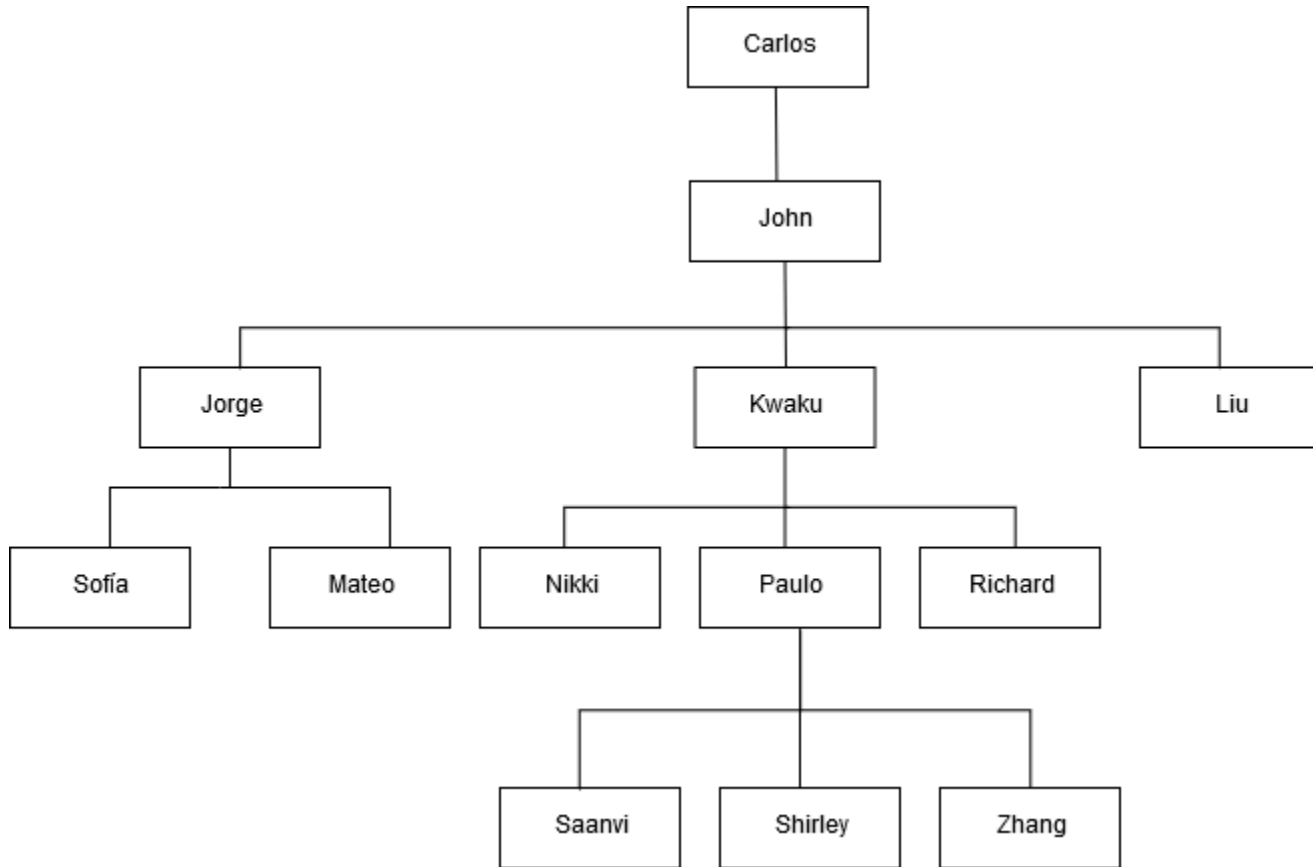 Carlos
John
Jorge
Kwaku
Liu
Sofía
Mateo
Nikki
Paulo
Richard
Saanvi
Shirley
Zhang